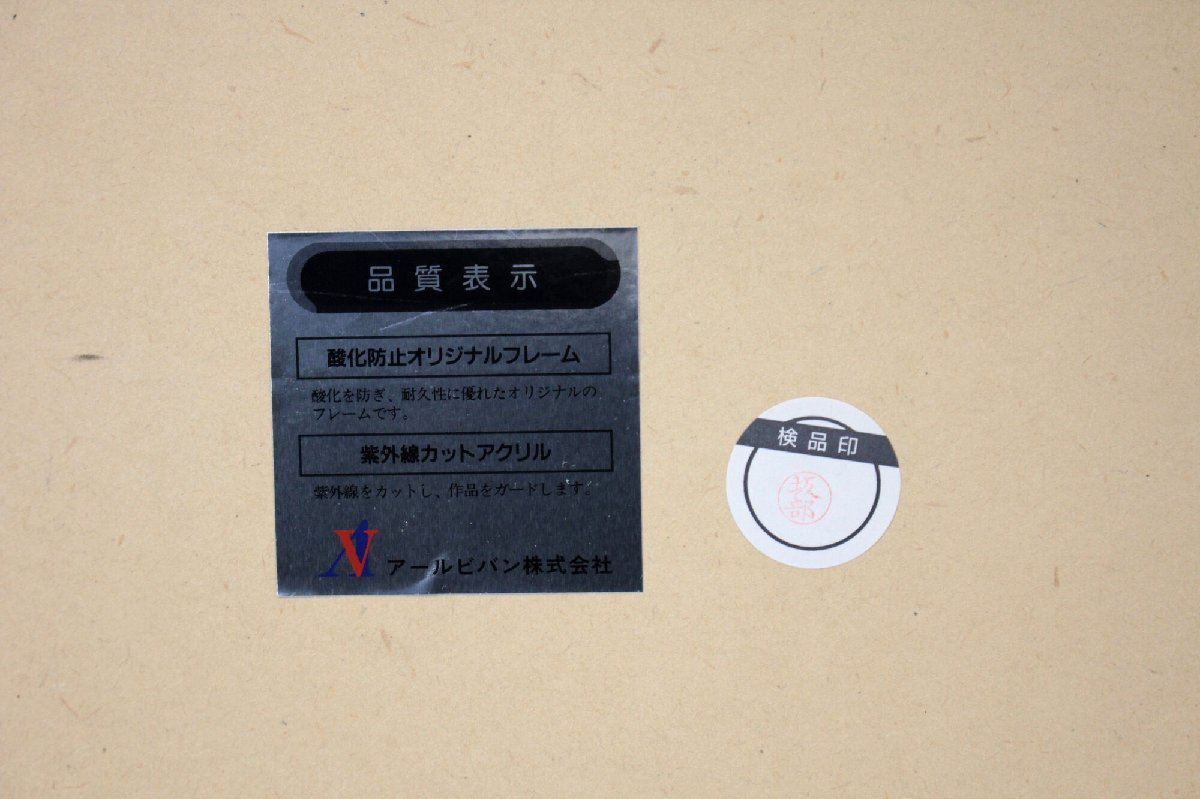 品質表示
酸化防止オリジナルフレーム
酸化を防ぎ、耐久性に優れたオリジナルの
フレームです。
紫外線カットアクリル
紫外線をカットし、作品をガードします。
アールビバン株式会社
検品印
坂部